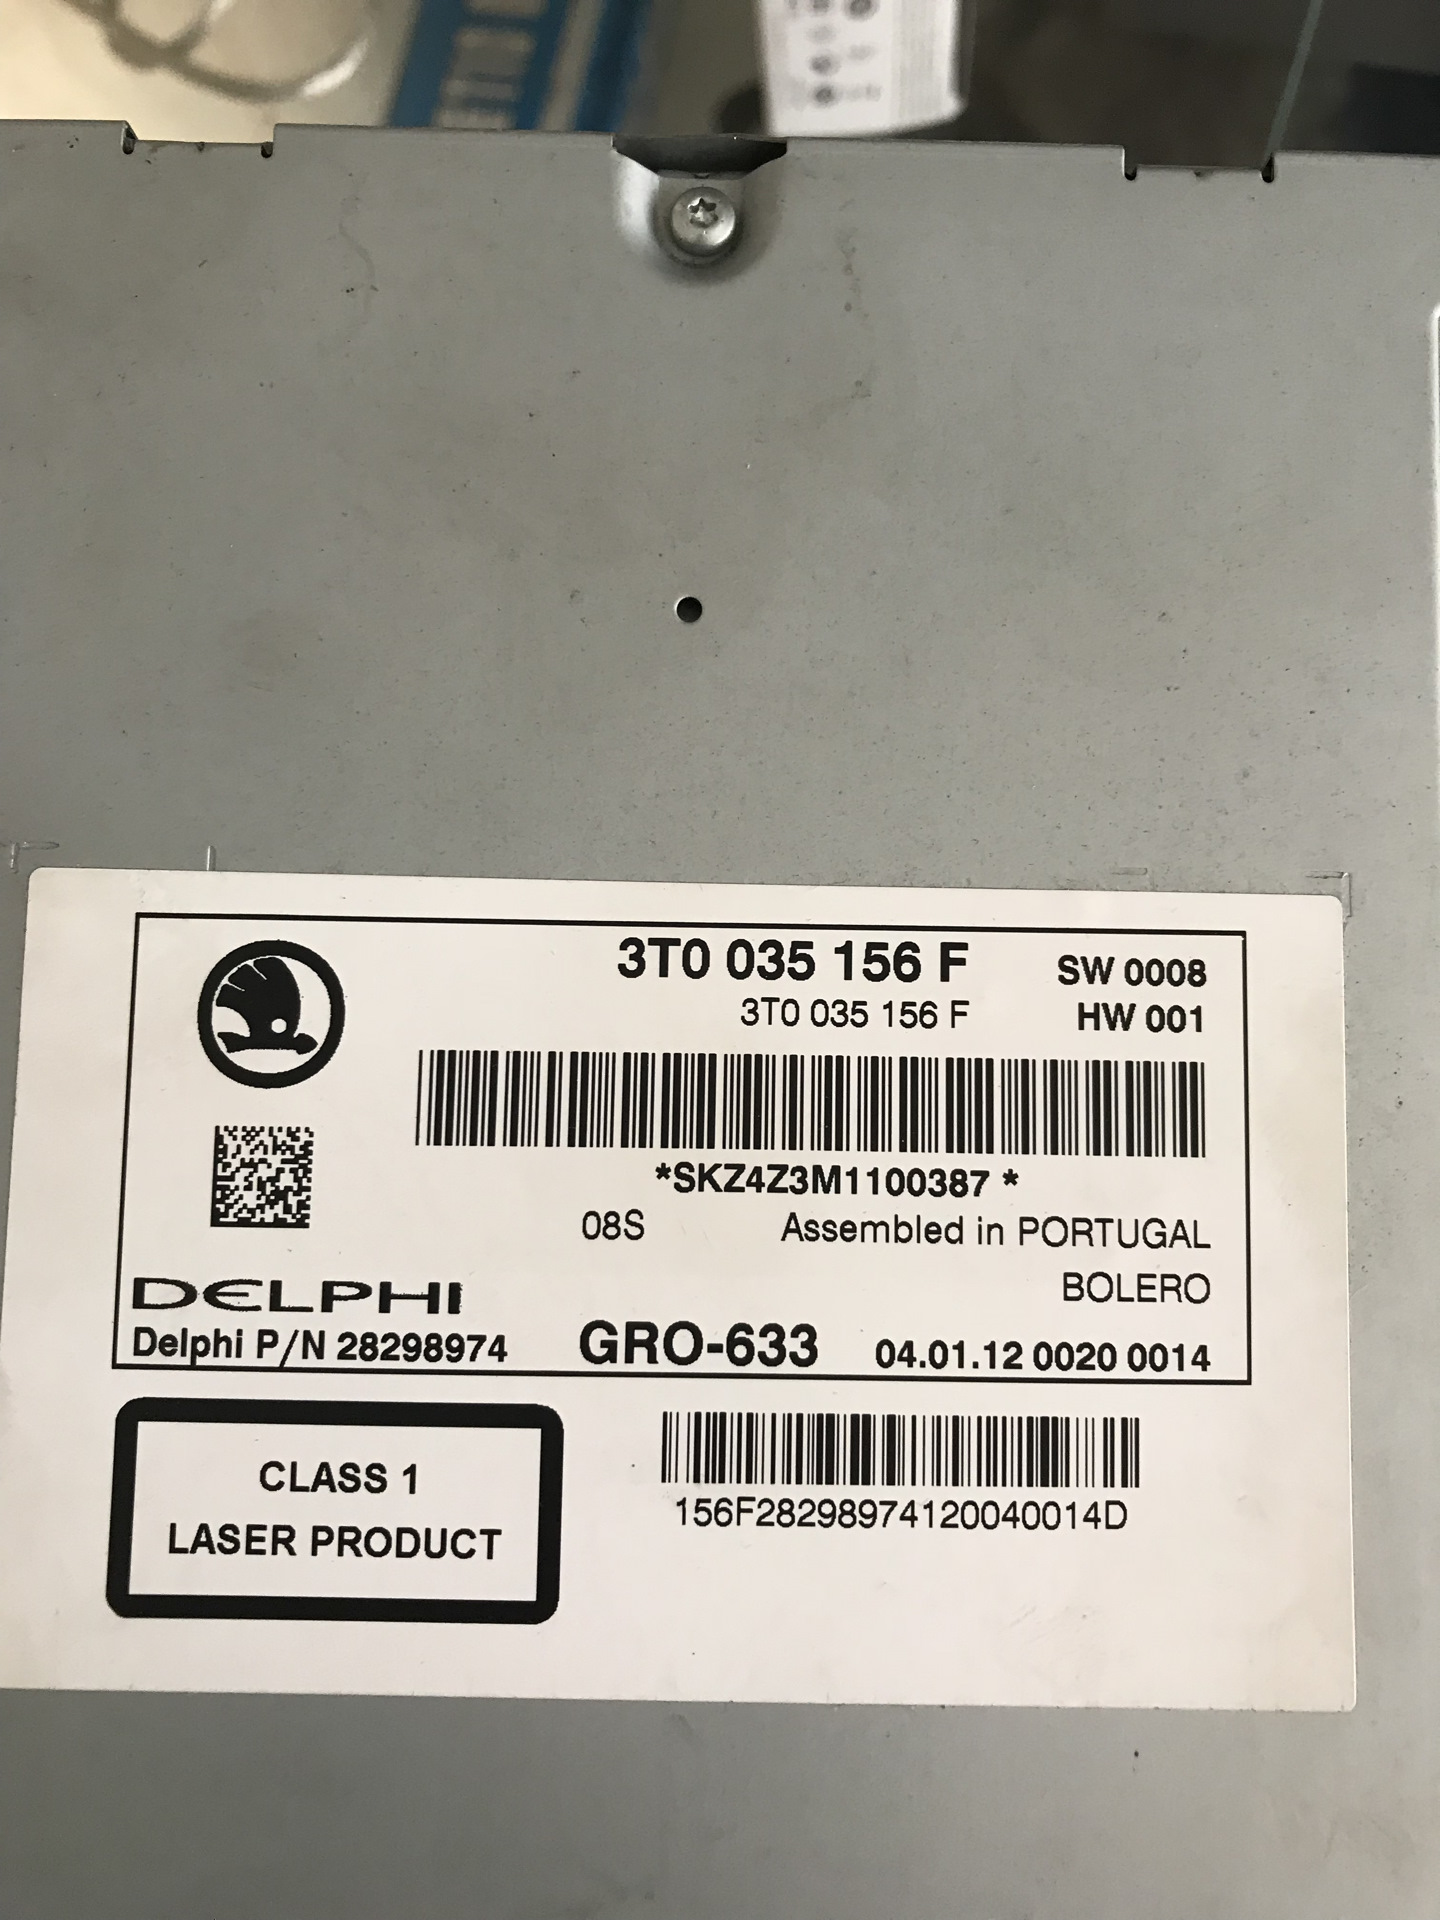 3T0 035 156 F SW 0008
3T0 035 156 F HW 001
*SKZ4Z3M1100387 *
08S Assembled in PORTUGAL
BOLERO
DELPHI
Delphi P/N 28298974 GRO-633 04.01.12 0020 0014
CLASS 1
LASER PRODUCT
156F28298974120040014D